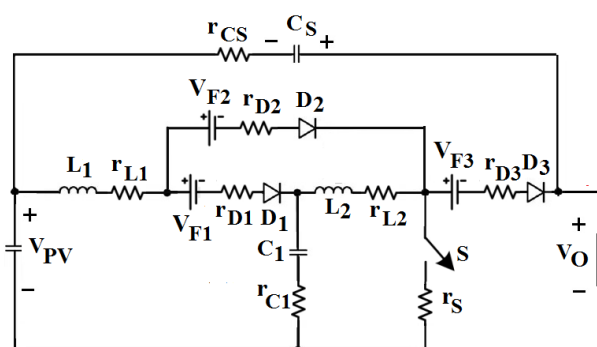 rCS − CS +
VF2 rD2 D2
L1 rL1 VF3 rD3 D3
+ − + − + −
VF1 rD1 D1 L2 rL2
+ VPV −
C1
rC1
S
rS
+ VO −